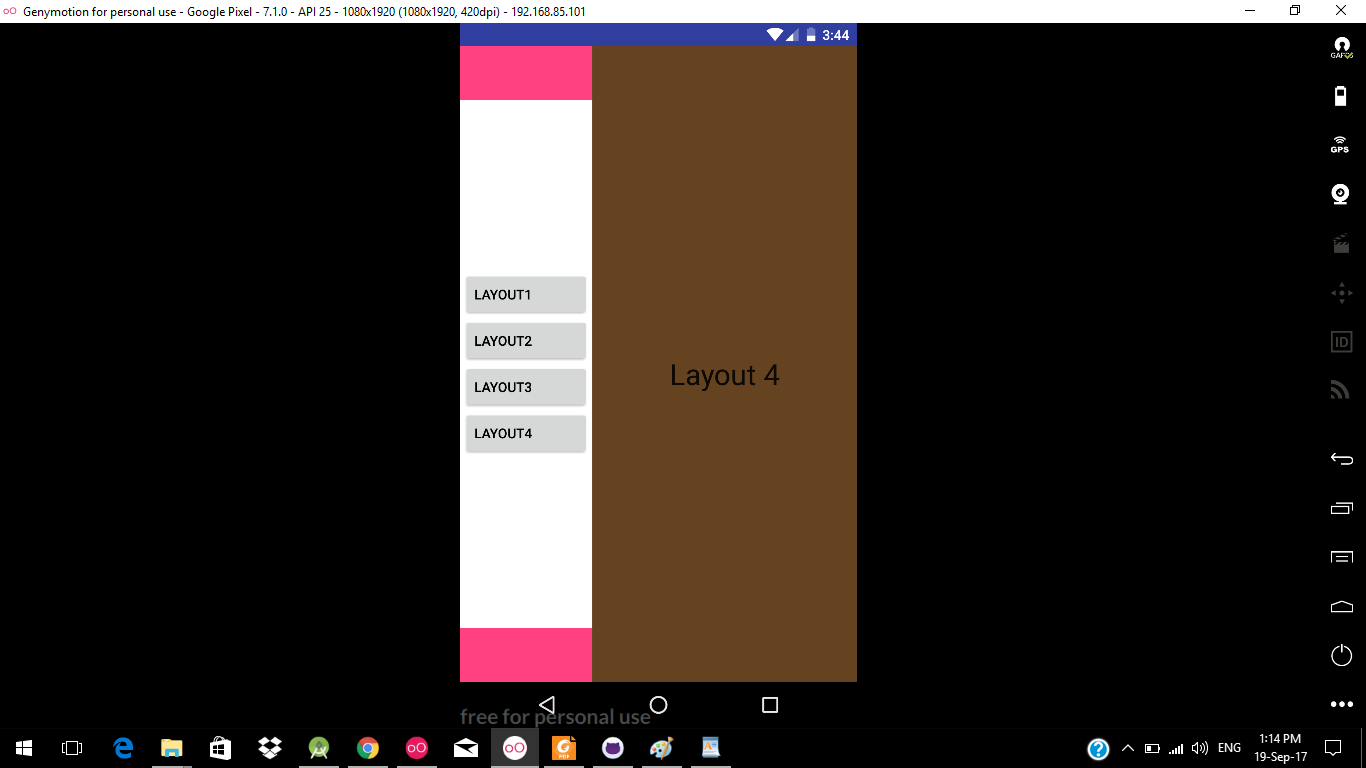 Genymotion for personal use - Google Pixel - 7.1.0 - API 25 - 1080x1920 (1080x1920, 420dpi) - 192.168.85.101
3:44
GAPPS
GPS
LAYOUT1
LAYOUT2
ID
Layout 4
LAYOUT3
LAYOUT4
free for personal use
PDF
ENG
1:14 PM
19-Sep-17